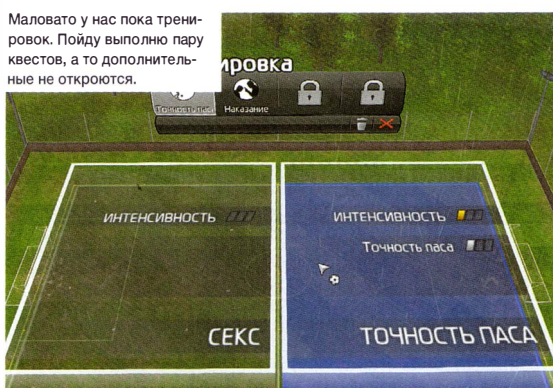 Маловато у нас пока трени-
ровок. Пойду выполню пару
квестов, а то дополнитель-
ные не откроются.
ировка
Точность паса Наказание
ИНТЕНСИВНОСТЬ
ИНТЕНСИВНОСТЬ
Точность паса
СЕКС
ТОЧНОСТЬ ПАСА